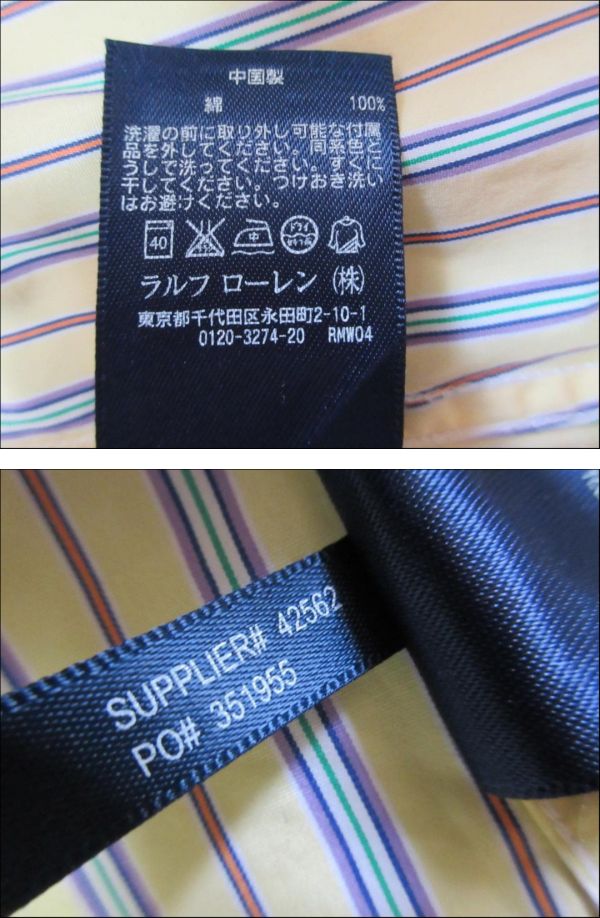 中国製
綿 100%
洗濯の前に取り外し可能な付属
品を外してください。同系色と
うしで洗ってください。すぐに
干してください。つけおき洗い
はお避けください。
40 中 ドライ
ラルフ ローレン (株)
東京都千代田区永田町2-10-1
0120-3274-20 RMW04
SUPPLIER# 42562
PO# 351955